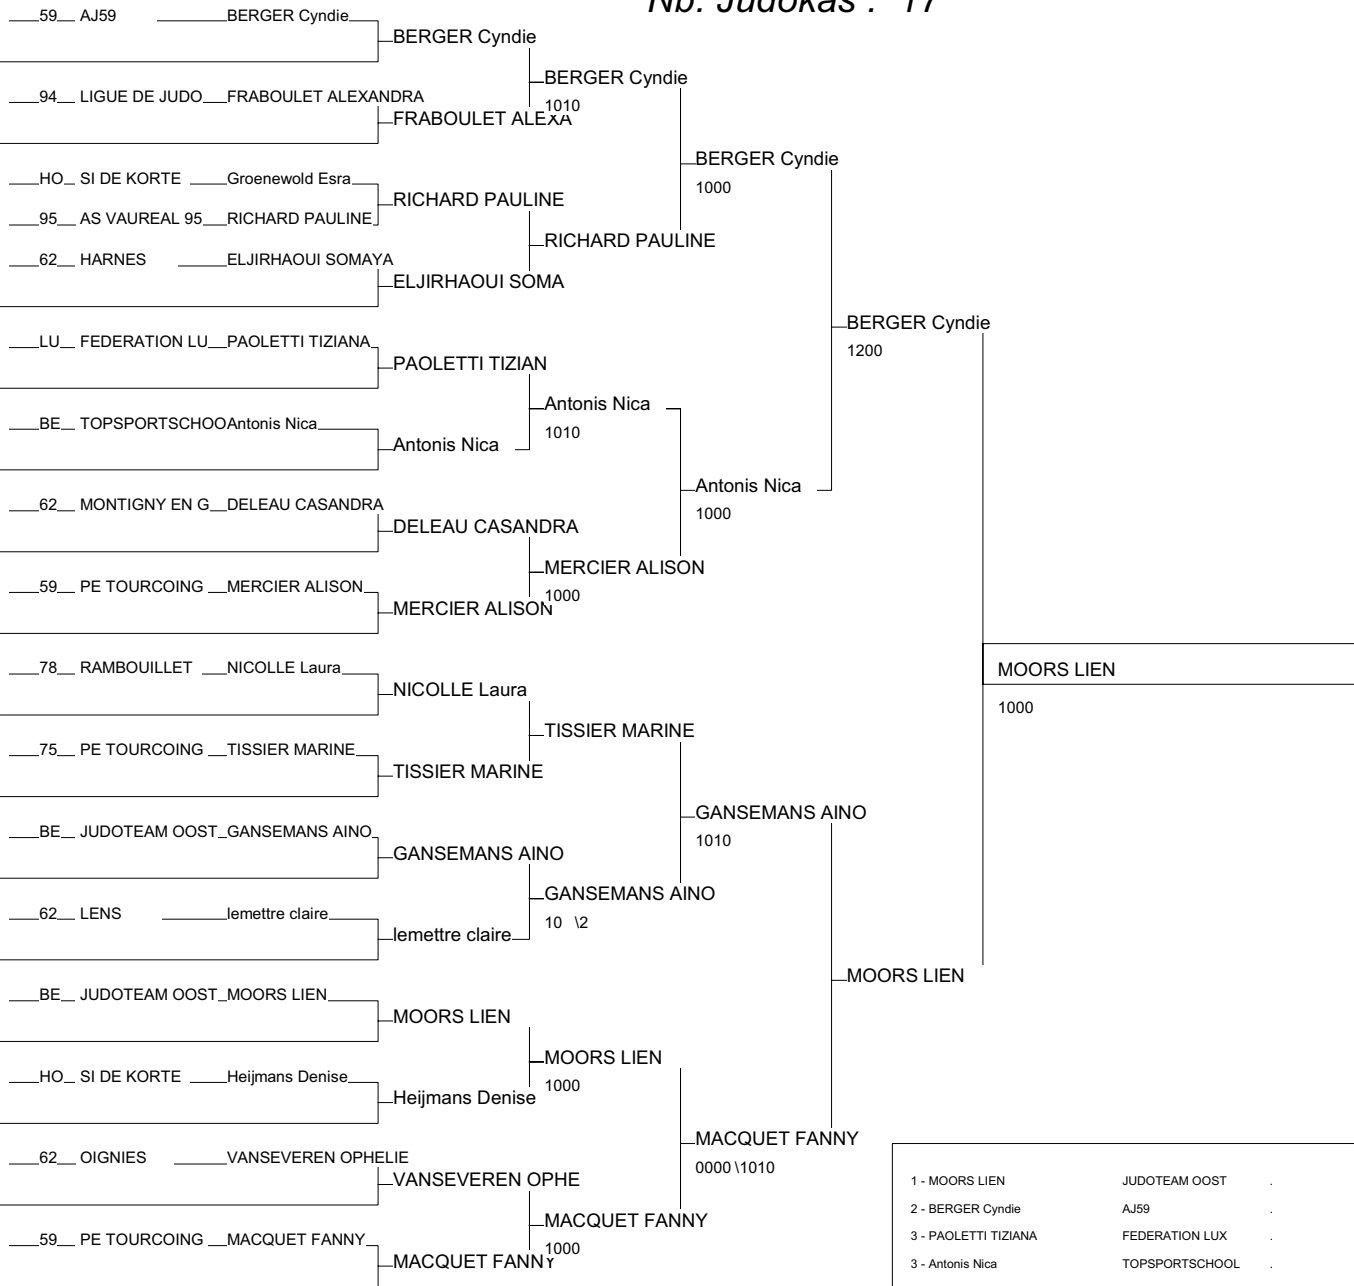 Nb. Judokas : 17
59 AJ59 BERGER Cyndie
BERGER Cyndie
BERGER Cyndie
1010
94 LIGUE DE JUDO FRABOULET ALEXANDRA
FRABOULET ALEXA
BERGER Cyndie
1000
HO SI DE KORTE Groenewold Esra
RICHARD PAULINE
95 AS VAUREAL 95 RICHARD PAULINE
RICHARD PAULINE
62 HARNES ELJIRHAOUI SOMAYA
ELJIRHAOUI SOMA
BERGER Cyndie
1200
LU FEDERATION LU PAOLETTI TIZIANA
PAOLETTI TIZIAN
Antonis Nica
1010
BE TOPSPORTSCHOO Antonis Nica
Antonis Nica
Antonis Nica
1000
62 MONTIGNY EN G DELEAU CASANDRA
DELEAU CASANDRA
MERCIER ALISON
1000
59 PE TOURCOING MERCIER ALISON
MERCIER ALISON
MOORS LIEN
1000
78 RAMBOUILLET NICOLLE Laura
NICOLLE Laura
TISSIER MARINE
75 PE TOURCOING TISSIER MARINE
TISSIER MARINE
GANSEMANS AINO
1010
BE JUDOTEAM OOST GANSEMANS AINO
GANSEMANS AINO
GANSEMANS AINO
10 \2
62 LENS lemettre claire
lemettre claire
MOORS LIEN
BE JUDOTEAM OOST MOORS LIEN
MOORS LIEN
MOORS LIEN
1000
HO SI DE KORTE Heijmans Denise
Heijmans Denise
MACQUET FANNY
0000 \1010
62 OIGNIES VANSEVEREN OPHELIE
VANSEVEREN OPHE
MACQUET FANNY
1000
59 PE TOURCOING MACQUET FANNY
MACQUET FANNY
1 - MOORS LIEN JUDOTEAM OOST .
2 - BERGER Cyndie AJ59 .
3 - PAOLETTI TIZIANA FEDERATION LUX .
3 - Antonis Nica TOPSPORTSCHOOL .